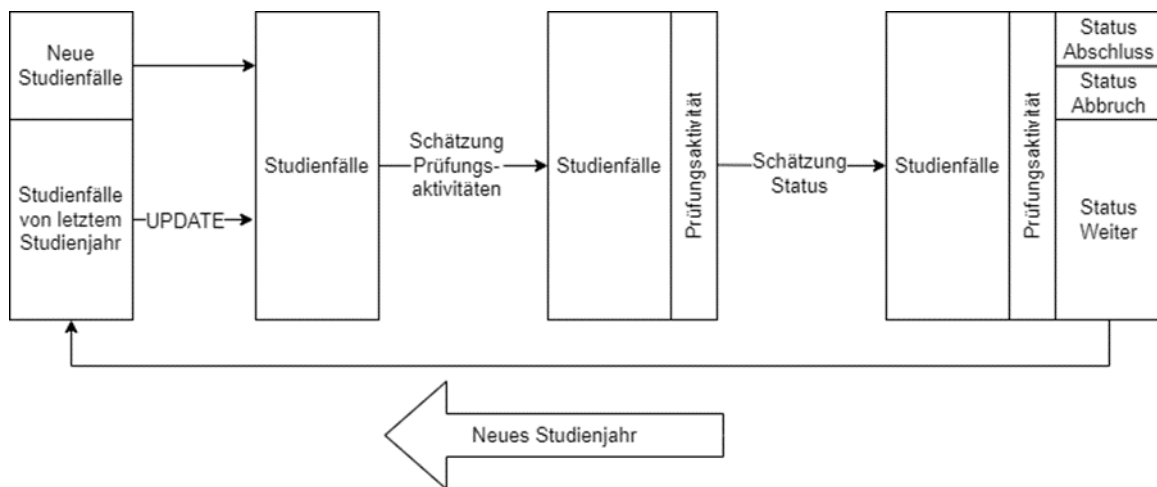 Neue
Studienfälle
Studienfälle
von letztem
Studienjahr
UPDATE
Studienfälle
Schätzung
Prüfungs-
aktivitäten
Studienfälle
Prüfungsaktivität
Schätzung
Status
Studienfälle
Prüfungsaktivität
Status
Abschluss
Status
Abbruch
Status
Weiter
Neues Studienjahr